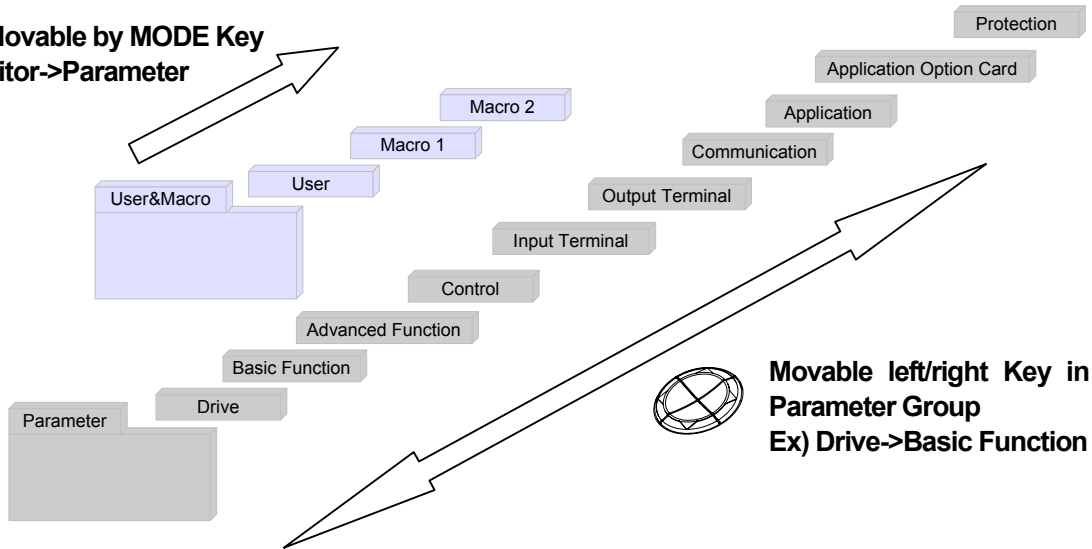 Movable by MODE Key
itor->Parameter
Protection
Application Option Card
Application
Macro 2
Communication
Macro 1
User
Output Terminal
User&Macro
Input Terminal
Control
Advanced Function
Basic Function
Drive
Parameter
Movable left/right Key in
Parameter Group
Ex) Drive->Basic Function